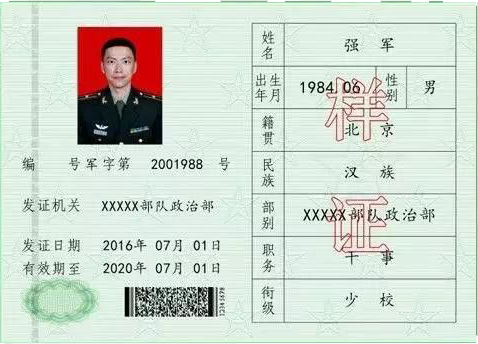 编 号 军字第 2001988 号
发证机关 XXXXX部队政治部
发证日期 2016年 07月 01日
有效期至 2020年 07月 01日
12345678
姓名 强 军
出生年月 1984.06 性别 男
籍贯 北 京
民族 汉 族
部别 XXXXX部队政治部
职务 干 事
衔级 少 校
样证